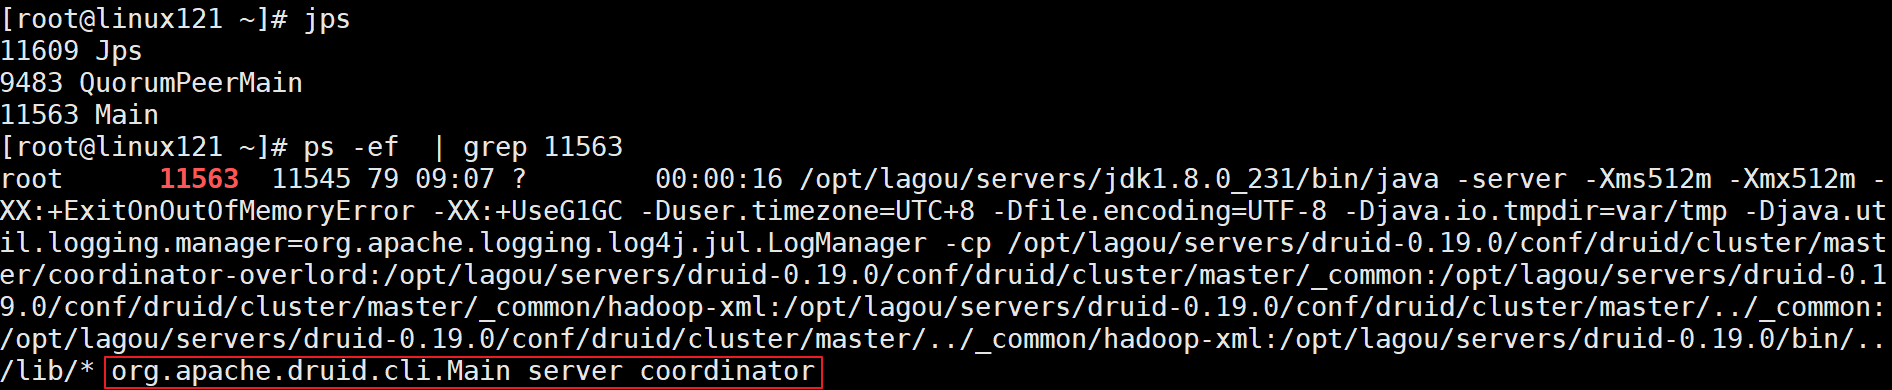 [root@linux121 ~]# jps
11609 Jps
9483 QuorumPeerMain
11563 Main
[root@linux121 ~]# ps -ef  | grep 11563
root      11563  11545 79 09:07 ?        00:00:16 /opt/lagou/servers/jdk1.8.0_231/bin/java -server -Xms512m -Xmx512m -
XX:+ExitOnOutOfMemoryError -XX:+UseG1GC -Duser.timezone=UTC+8 -Dfile.encoding=UTF-8 -Djava.io.tmpdir=var/tmp -Djava.ut
il.logging.manager=org.apache.logging.log4j.jul.LogManager -cp /opt/lagou/servers/druid-0.19.0/conf/druid/cluster/mast
er/coordinator-overlord:/opt/lagou/servers/druid-0.19.0/conf/druid/cluster/master/_common:/opt/lagou/servers/druid-0.1
9.0/conf/druid/cluster/master/_common/hadoop-xml:/opt/lagou/servers/druid-0.19.0/conf/druid/cluster/master/../_common:
/opt/lagou/servers/druid-0.19.0/conf/druid/cluster/master/../_common/hadoop-xml:/opt/lagou/servers/druid-0.19.0/bin/..
/lib/* org.apache.druid.cli.Main server coordinator